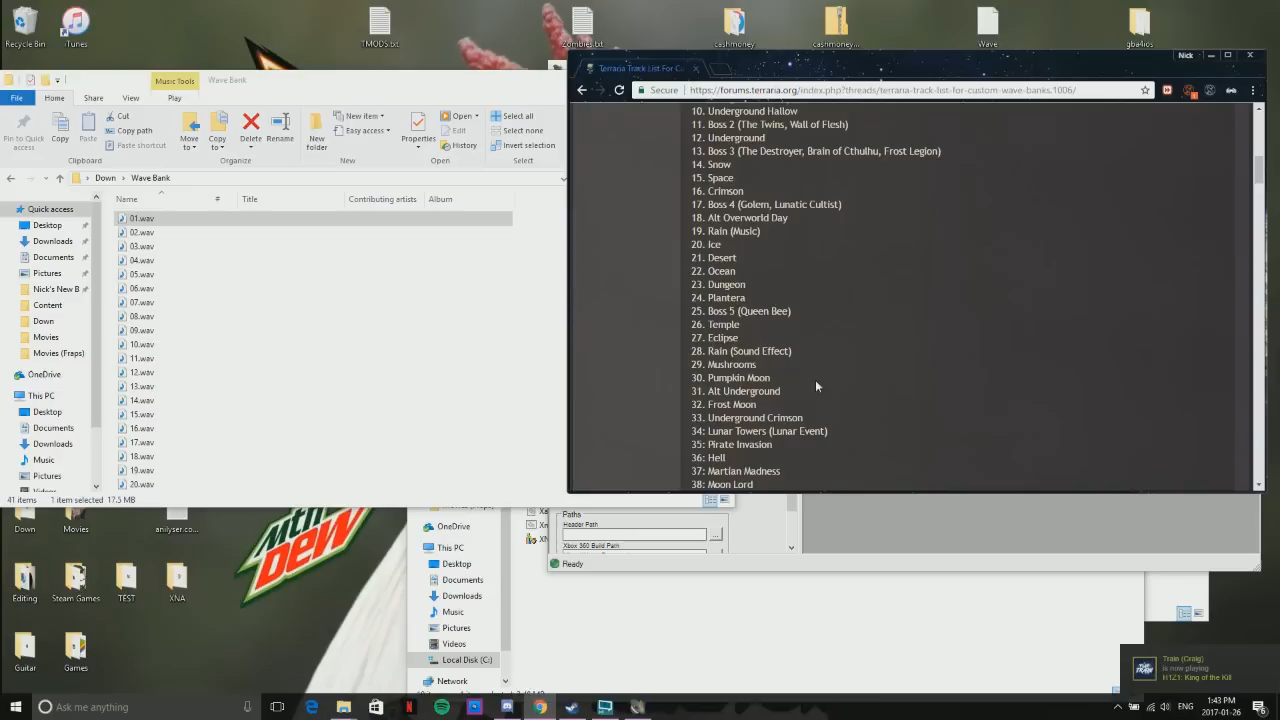 Recycle Bin
iTunes
TMODS.txt
Zombies.txt
cashmoney
cashmoney...
Wave
gba4ios
Music Tools
Wave Bank
File
Home
Share
View
Play
Pin to Quick access
Copy
Paste
Cut
Copy path
Paste shortcut
Clipboard
Move to
Copy to
Delete
Rename
Organize
New folder
New item
Easy access
New
Properties
Open
Edit
History
Open
Select all
Select none
Invert selection
Select
Down
Wave Bank
Name
#
Title
Contributing artists
Album
Quick access
Desktop
Downloads
Documents
Pictures
Nick's New B
Content
Down
Movies
Movies (Fraps)
OneDrive
This PC
Desktop
Documents
Downloads
Music
Pictures
Videos
01.wav
02.wav
03.wav
04.wav
05.wav
06.wav
07.wav
08.wav
09.wav
10.wav
11.wav
12.wav
13.wav
14.wav
15.wav
16.wav
17.wav
18.wav
19.wav
20.wav
41 items
1 item selected 17.5 MB
Nick
Terraria Track List For C
Secure
https://forums.terraria.org/index.php?threads/terraria-track-list-for-custom-wave-banks.1006/
10. Underground Hallow
11. Boss 2 (The Twins, Wall of Flesh)
12. Underground
13. Boss 3 (The Destroyer, Brain of Cthulhu, Frost Legion)
14. Snow
15. Space
16. Crimson
17. Boss 4 (Golem, Lunatic Cultist)
18. Alt Overworld Day
19. Rain (Music)
20. Ice
21. Desert
22. Ocean
23. Dungeon
24. Plantera
25. Boss 5 (Queen Bee)
26. Temple
27. Eclipse
28. Rain (Sound Effect)
29. Mushrooms
30. Pumpkin Moon
31. Alt Underground
32. Frost Moon
33. Underground Crimson
34: Lunar Towers (Lunar Event)
35: Pirate Invasion
36: Hell
37: Martian Madness
38: Moon Lord
Paths
Header Path
...
Xbox 360 Build Path
Ready
Down
Movies
anilyser.co...
mtn
DEW
Editing
Steam Games
TEST
XNA
Guitar
Games
OneDrive
This PC
Desktop
Documents
Downloads
Music
Pictures
Videos
Local Disk (C:)
Network
Train (Craig)
is now playing
H1Z1: King of the Kill
Ask me anything
ENG
1:43 PM
2017-01-26